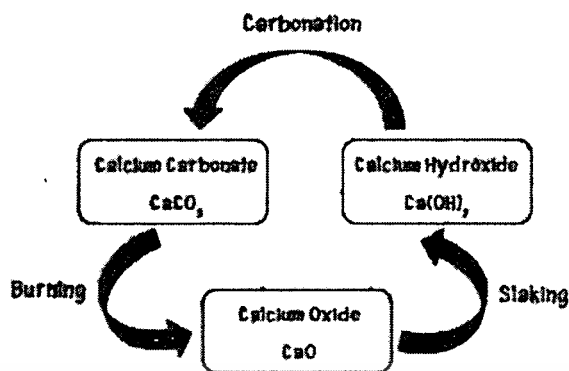 Carbonation
Calcium Carbonate
CaCO₃
Calcium Hydroxide
Ca(OH)₂
Burning
Slaking
Calcium Oxide
CaO